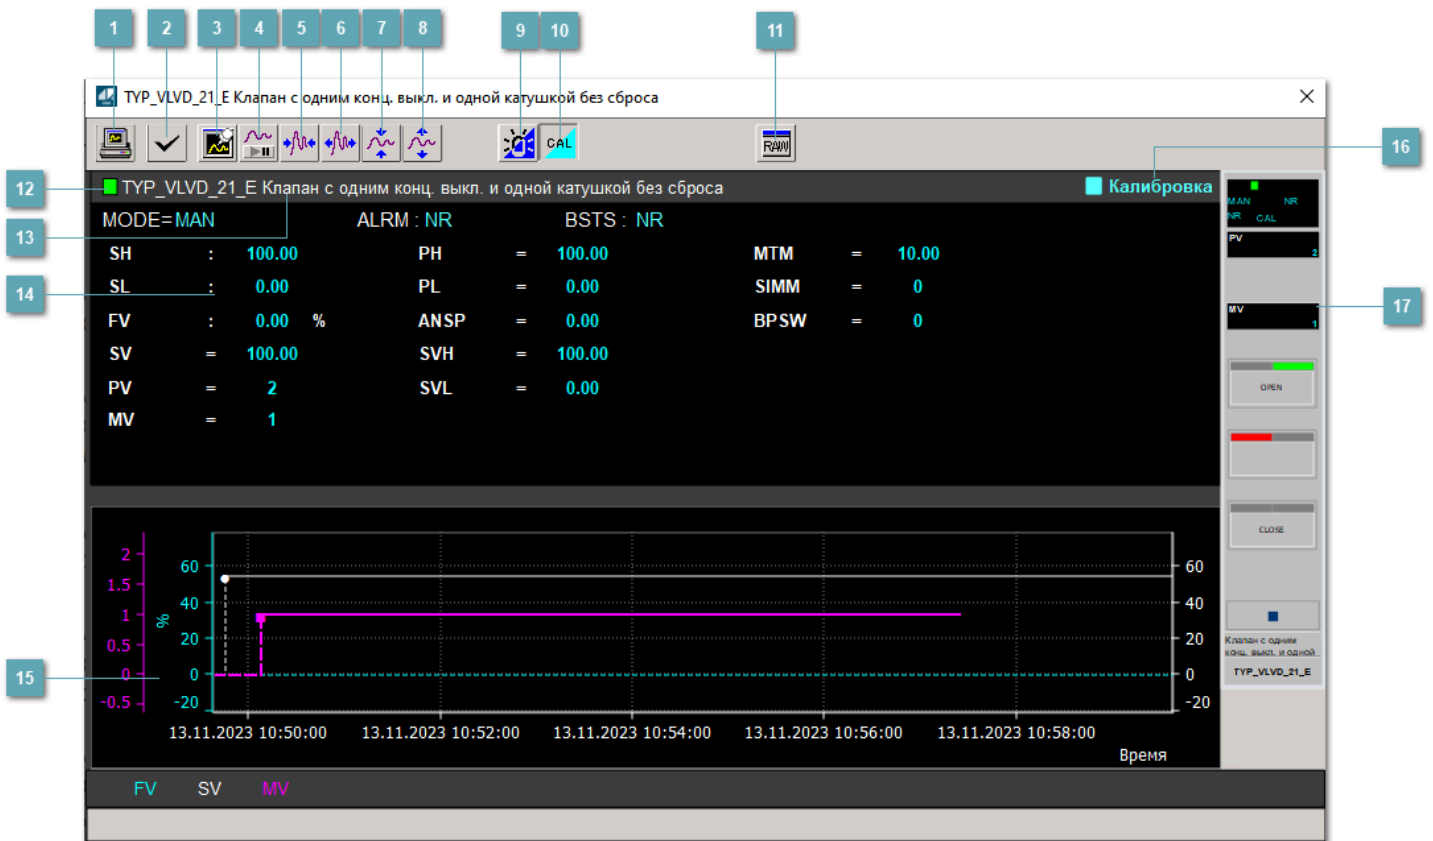 1 2 3 4 5 6 7 8 9 10 11
TYP_VLVD_21_E Клапан с одним конц. выкл. и одной катушкой без сброса
CAL RAW
16
12 TYP_VLVD_21_E Клапан с одним конц. выкл. и одной катушкой без сброса Калибровка
MAN NR
NR CAL
MODE=MAN ALRM : NR BSTS : NR
13
PV
2
SH : 100.00 PH = 100.00 MTM = 10.00
14 SL : 0.00 PL = 0.00 SIMM = 0
17
MV
1
FV : 0.00 % ANSP = 0.00 BPSW = 0
SV = 100.00 SVH = 100.00
PV = 2 SVL = 0.00
OPEN
MV = 1
CLOSE
2
60 60
1.5
40 40
1
%
20 20
0.5
Клапан с одним
конц. выкл. и одной
TYP_VLVD_21_E
15
0 0 0
-0.5 -20 -20
13.11.2023 10:50:00 13.11.2023 10:52:00 13.11.2023 10:54:00 13.11.2023 10:56:00 13.11.2023 10:58:00
Время
FV SV MV